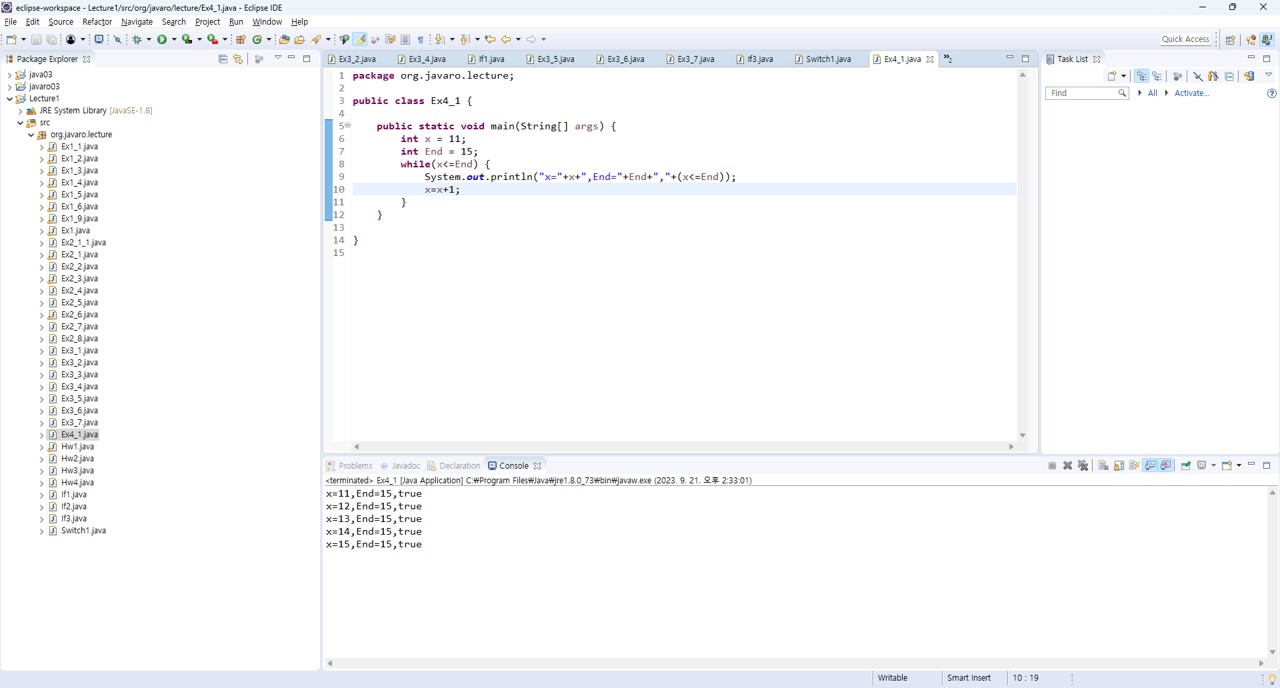 eclipse-workspace - Lecture1/src/org/javaro/lecture/Ex4_1.java - Eclipse IDE
File Edit Source Refactor Navigate Search Project Run Window Help
Quick Access
Package Explorer
java03
javaro03
Lecture1
JRE System Library [JavaSE-1.8]
src
org.javaro.lecture
Ex1_1.java
Ex1_2.java
Ex1_3.java
Ex1_4.java
Ex1_5.java
Ex1_6.java
Ex1_9.java
Ex1.java
Ex2_1_1.java
Ex2_1.java
Ex2_2.java
Ex2_3.java
Ex2_4.java
Ex2_5.java
Ex2_6.java
Ex2_7.java
Ex2_8.java
Ex3_1.java
Ex3_2.java
Ex3_3.java
Ex3_4.java
Ex3_5.java
Ex3_6.java
Ex3_7.java
Ex4_1.java
Hw1.java
Hw2.java
Hw3.java
Hw4.java
If1.java
If2.java
If3.java
Switch1.java
Ex3_2.java Ex3_4.java If1.java Ex3_5.java Ex3_6.java Ex3_7.java If3.java Switch1.java Ex4_1.java »2
1 package org.javaro.lecture;
2
3 public class Ex4_1 {
4
5 public static void main(String[] args) {
6 int x = 11;
7 int End = 15;
8 while(x<=End) {
9 System.out.println("x="+x+",End="+End+","+(x<=End));
10 x=x+1;
11 }
12 }
13
14 }
15
Task List
Find All Activate...
Problems Javadoc Declaration Console
<terminated> Ex4_1 [Java Application] C:₩Program Files₩Java₩jre1.8.0_73₩bin₩javaw.exe (2023. 9. 21. 오후 2:33:01)
x=11,End=15,true
x=12,End=15,true
x=13,End=15,true
x=14,End=15,true
x=15,End=15,true
Writable Smart Insert 10 : 19